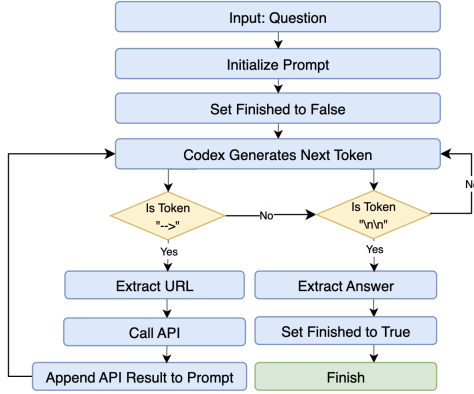 Input: Question
Initialize Prompt
Set Finished to False
Codex Generates Next Token
Is Token
"-->"
No
Is Token
"\n\n"
No
Yes
Yes
Extract URL
Extract Answer
Call API
Set Finished to True
Append API Result to Prompt
Finish